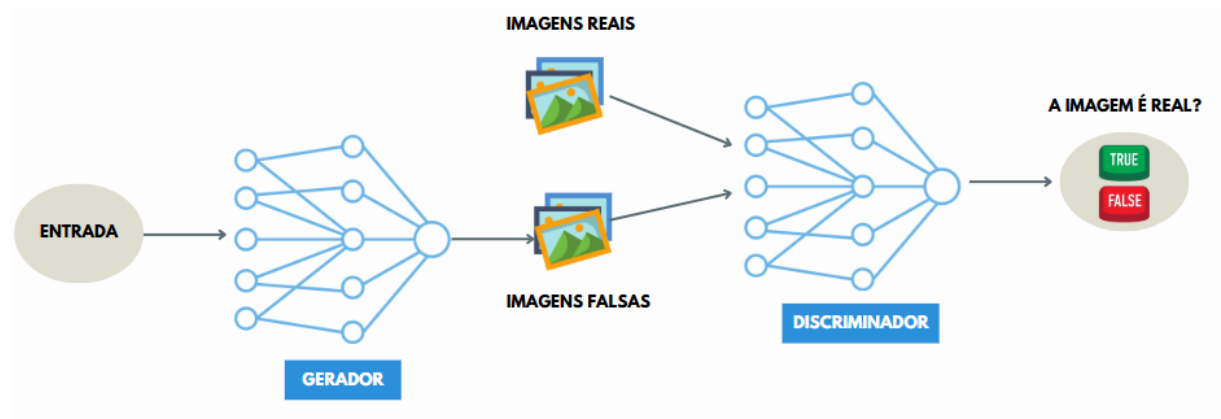 IMAGENS REAIS
A IMAGEM É REAL?
TRUE
FALSE
ENTRADA
IMAGENS FALSAS
DISCRIMINADOR
GERADOR